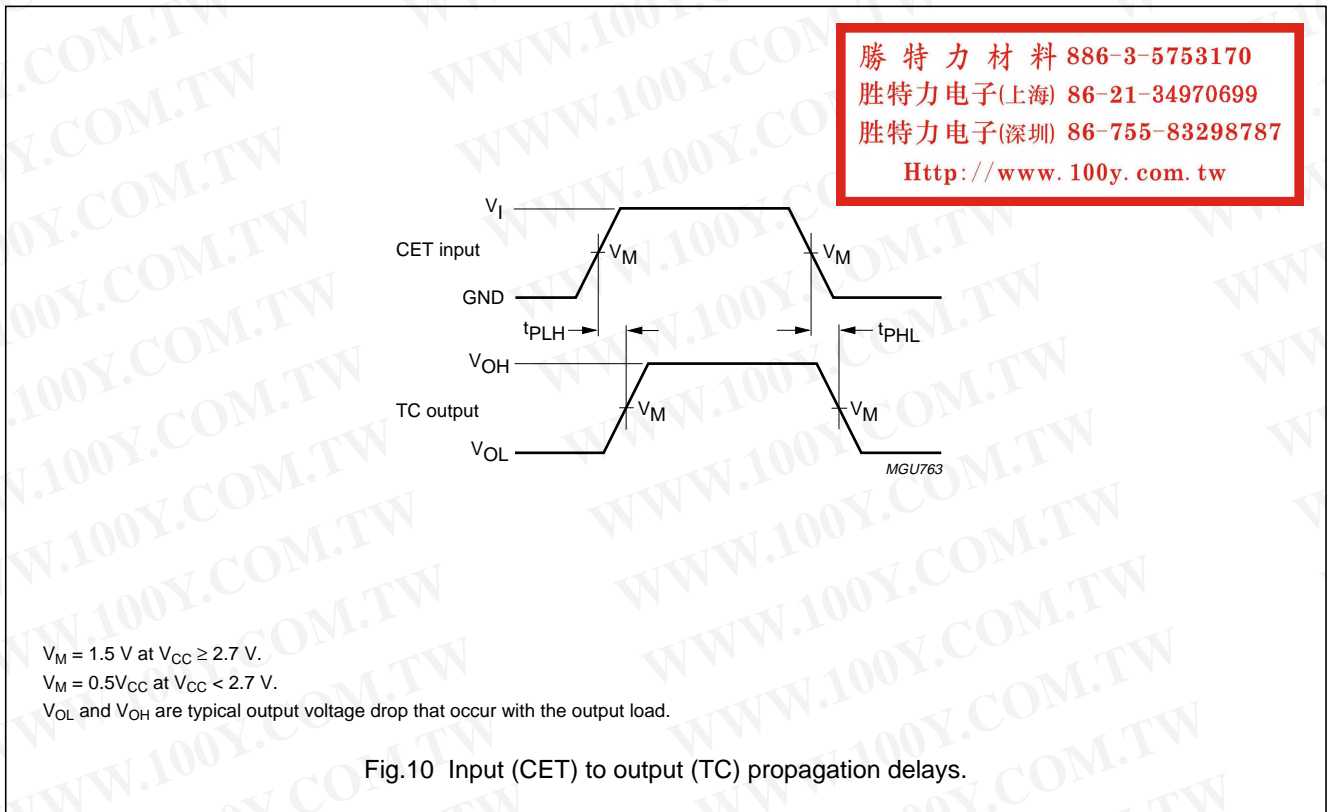 勝 特 力 材 料 886-3-5753170
胜特力电子(上海) 86-21-34970699
胜特力电子(深圳) 86-755-83298787
Http://www.100y.com.tw
VI
CET input
VM
VM
GND
tPLH
tPHL
VOH
TC output
VM
VM
VOL
MGU763
VM = 1.5 V at VCC ≥ 2.7 V.
VM = 0.5VCC at VCC < 2.7 V.
VOL and VOH are typical output voltage drop that occur with the output load.
Fig.10 Input (CET) to output (TC) propagation delays.
WWW.100Y.COM.TW